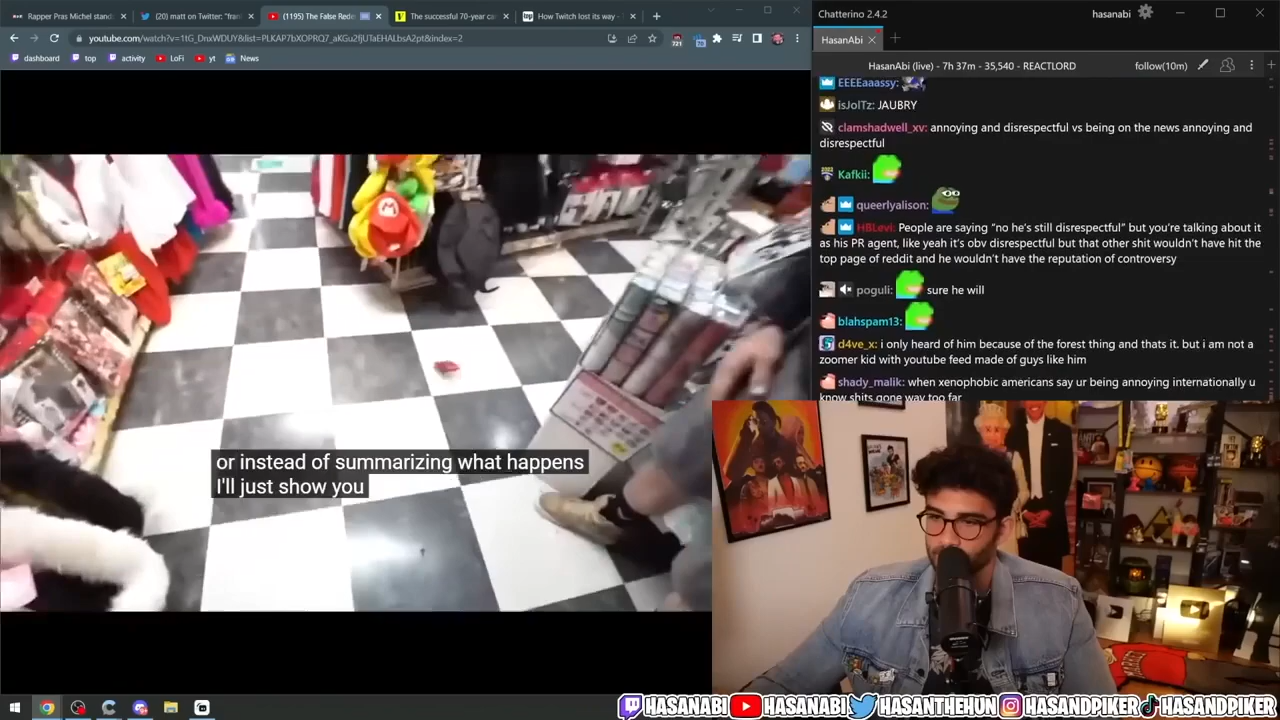 Rapper Pras Michel stand
(20) matt on Twitter: "fran
(1195) The False Rede
The successful 70-year ca
How Twitch lost its way -
youtube.com/watch?v=1tG_DnxWDUY&list=PLKAP7bXOPRQ7_aKGu2fjUTaEHALbsA2pt&index=2
dashboard
top
activity
LoFi
yt
News
or instead of summarizing what happens
I'll just show you
Chatterino 2.4.2
hasanabi
HasanAbi
HasanAbi (live) - 7h 37m - 35,540 - REACTLORD
follow(10m)
EEEEaaassy:
isJolTz: JAUBRY
clamshadwell_xv: annoying and disrespectful vs being on the news annoying and
disrespectful
Kafkii:
queerlyalison:
HBLevi: People are saying “no he's still disrespectful” but you're talking about it
as his PR agent, like yeah it's obv disrespectful but that other shit wouldn't have hit the
top page of reddit and he wouldn't have the reputation of controversy
poguli: sure he will
blahspam13:
d4ve_x: i only heard of him because of the forest thing and thats it. but i am not a
zoomer kid with youtube feed made of guys like him
shady_malik: when xenophobic americans say ur being annoying internationally u
know shits gone way too far
HASANABI HASANABI HASANTHEHUN HASANDPIKER HASANDPIKER